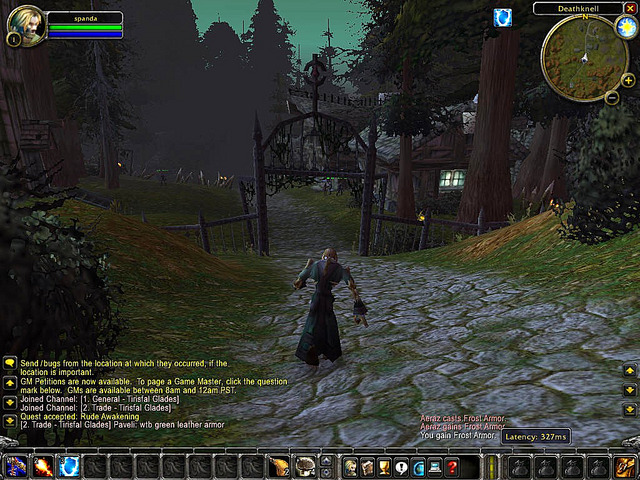 spanda
Deathknell
N
1
Send/bugs from the location at which they occurred, if the
location is important.
GM Petitions are now available. To page a Game Master, click the question
mark below. GMs are available between 8am and 12am PST.
Joined Channel: [1. General - Tirisfal Glades]
Joined Channel: [2. Trade - Tirisfal Glades]
Quest accepted: Rude Awakening
[2. Trade - Tirisfal Glades] Paveli: wtb green leather armor
Aeraz casts Frost Armor.
Aeraz gains Frost Armor.
You gain Frost Armor.
Latency: 327ms